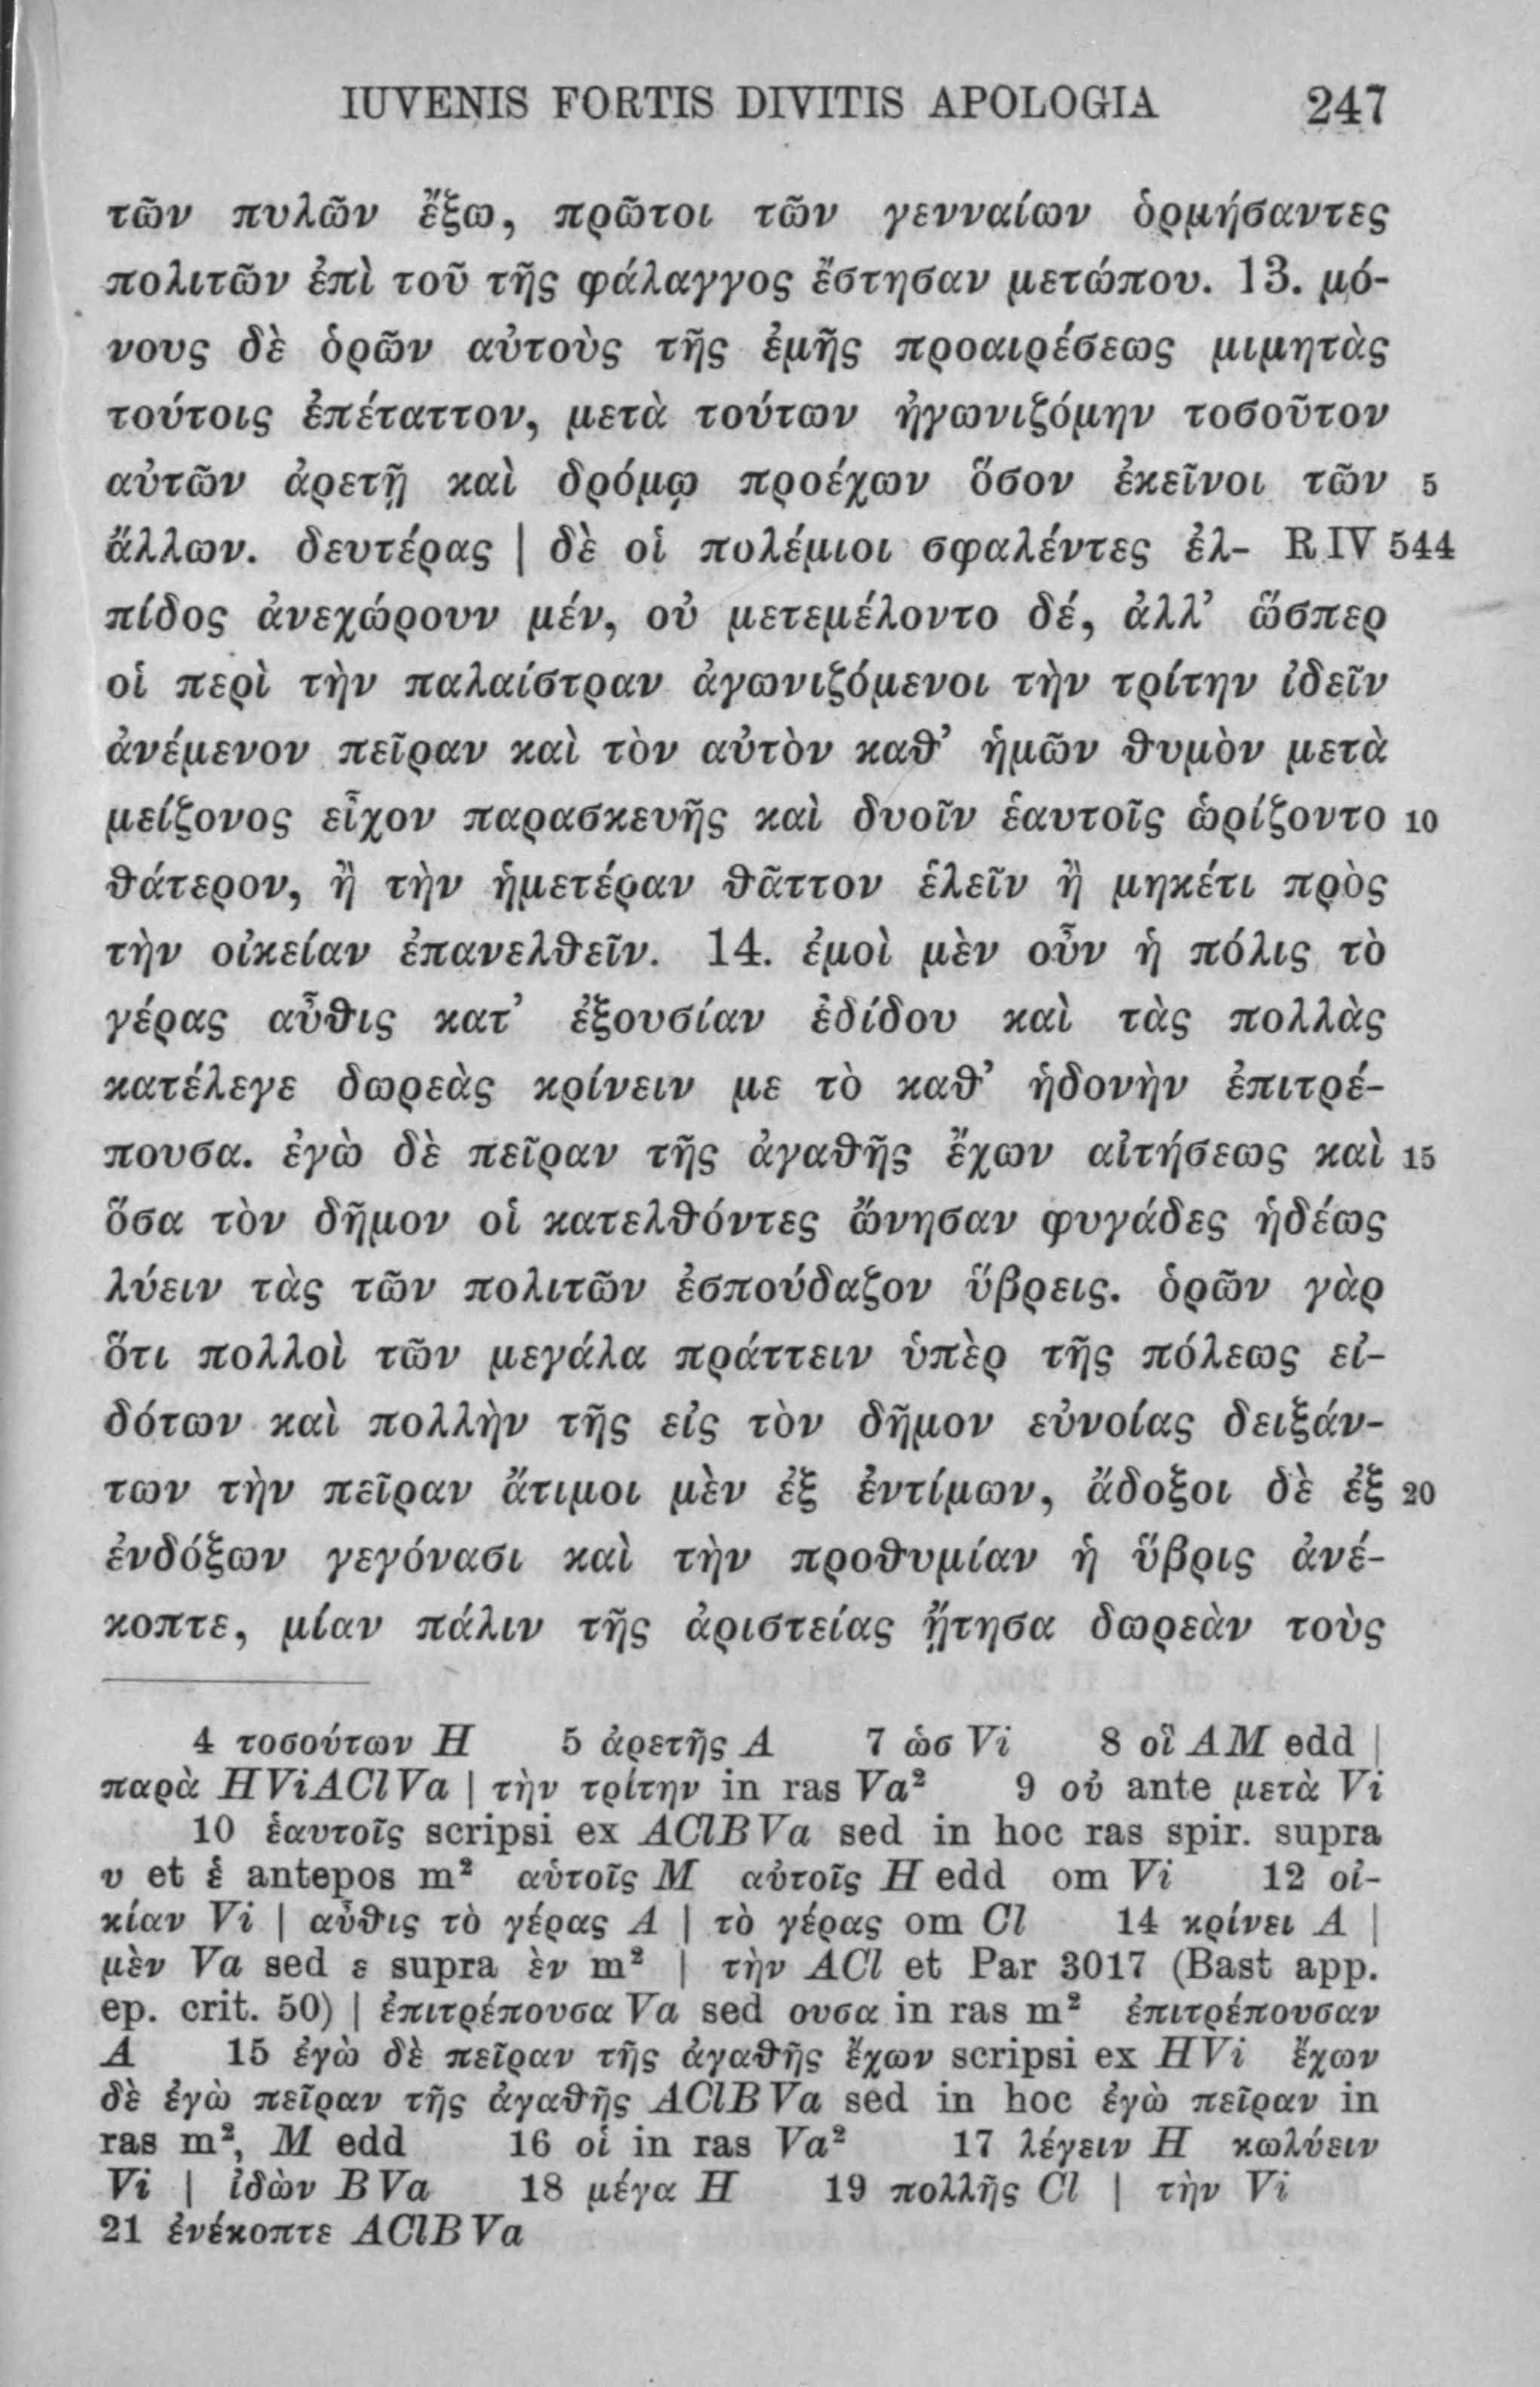 IUVENIS FORTIS DIVITIS APOLOGIA 247
τῶν πυλῶν ἔξω, πρῶτοι τῶν γενναίων ὁρμήσαντες
πολιτῶν ἐπὶ τοῦ τῆς φάλαγγος ἔστησαν μετώπου. 13. μό-
νους δὲ ὁρῶν αὐτοὺς τῆς ἐμῆς προαιρέσεως μιμητὰς
τούτοις ἐπέταττον, μετὰ τούτων ἠγωνιζόμην τοσοῦτον
αὐτῶν ἀρετῇ καὶ δρόμῳ προέχων ὅσον ἐκεῖνοι τῶν 5
ἄλλων. δευτέρας | δὲ οἱ πολέμιοι σφαλέντες ἐλ- R IV 544
πίδος ἀνεχώρουν μέν, οὐ μετεμέλοντο δέ, ἀλλ’ ὥσπερ
οἱ περὶ τὴν παλαίστραν ἀγωνιζόμενοι τὴν τρίτην ἰδεῖν
ἀνέμενον πεῖραν καὶ τὸν αὐτὸν καθ’ ἡμῶν θυμὸν μετὰ
μείζονος εἶχον παρασκευῆς καὶ δυοῖν ἑαυτοῖς ὡρίζοντο 10
θάτερον, ἢ τὴν ἡμετέραν θᾶττον ἑλεῖν ἢ μηκέτι πρὸς
τὴν οἰκείαν ἐπανελθεῖν. 14. ἐμοὶ μὲν οὖν ἡ πόλις τὸ
γέρας αὖθις κατ’ ἐξουσίαν ἐδίδου καὶ τὰς πολλὰς
κατέλεγε δωρεὰς κρίνειν με τὸ καθ’ ἡδονὴν ἐπιτρέ-
πουσα. ἐγὼ δὲ πεῖραν τῆς ἀγαθῆς ἔχων αἰτήσεως καὶ 15
ὅσα τὸν δῆμον οἱ κατελθόντες ὤνησαν φυγάδες ἡδέως
λύειν τὰς τῶν πολιτῶν ἐσπούδαζον ὕβρεις. ὁρῶν γὰρ
ὅτι πολλοὶ τῶν μεγάλα πράττειν ὑπὲρ τῆς πόλεως εἰ-
δότων καὶ πολλὴν τῆς εἰς τὸν δῆμον εὐνοίας δειξάν-
των τὴν πεῖραν ἄτιμοι μὲν ἐξ ἐντίμων, ἄδοξοι δὲ ἐξ 20
ἐνδόξων γεγόνασι καὶ τὴν προθυμίαν ἡ ὕβρις ἀνέ-
κοπτε, μίαν πάλιν τῆς ἀριστείας ᾔτησα δωρεὰν τοὺς
4 τοσούτων H 5 ἀρετῆς A 7 ὡσ Vi 8 οἳ AM edd |
παρὰ HViAClVa | τὴν τρίτην in ras Va² 9 οὐ ante μετὰ Vi
10 ἑαυτοῖς scripsi ex AClBVa sed in hoc ras spir. supra
υ et ἑ antepos m² αὑτοῖς M αὐτοῖς H edd om Vi 12 οἰ-
κίαν Vi | αὖθις τὸ γέρας A | τὸ γέρας om Cl 14 κρίνει A |
μὲν Va sed ε supra ὲν m² | τὴν ACl et Par 3017 (Bast app.
ep. crit. 50) | ἐπιτρέπουσα Va sed ουσα in ras m² ἐπιτρέπουσαν
A 15 ἐγὼ δὲ πεῖραν τῆς ἀγαθῆς ἔχων scripsi ex HVi ἔχων
δὲ ἐγὼ πεῖραν τῆς ἀγαθῆς AClBVa sed in hoc ἐγὼ πεῖραν in
ras m², M edd 16 οἱ in ras Va² 17 λέγειν H κωλύειν
Vi | ἰδὼν BVa 18 μέγα H 19 πολλῆς Cl | τὴν Vi
21 ἐνέκοπτε AClBVa